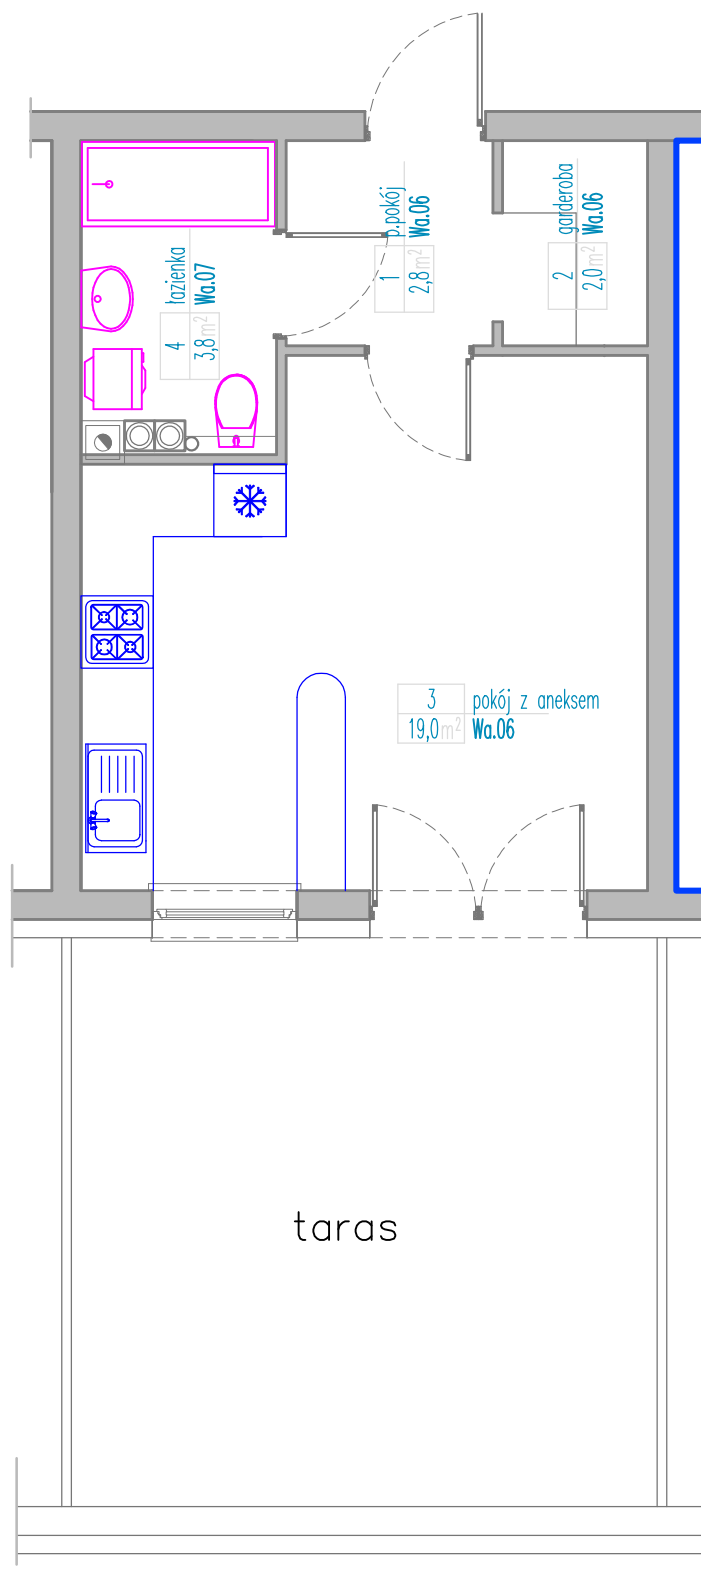 łazienka
Wa.07
4
3,8m²
p.pokój
Wa.06
1
2,8m²
garderoba
Wa.06
2
2,0m²
3 pokój z aneksem
19,0m² Wa.06
taras